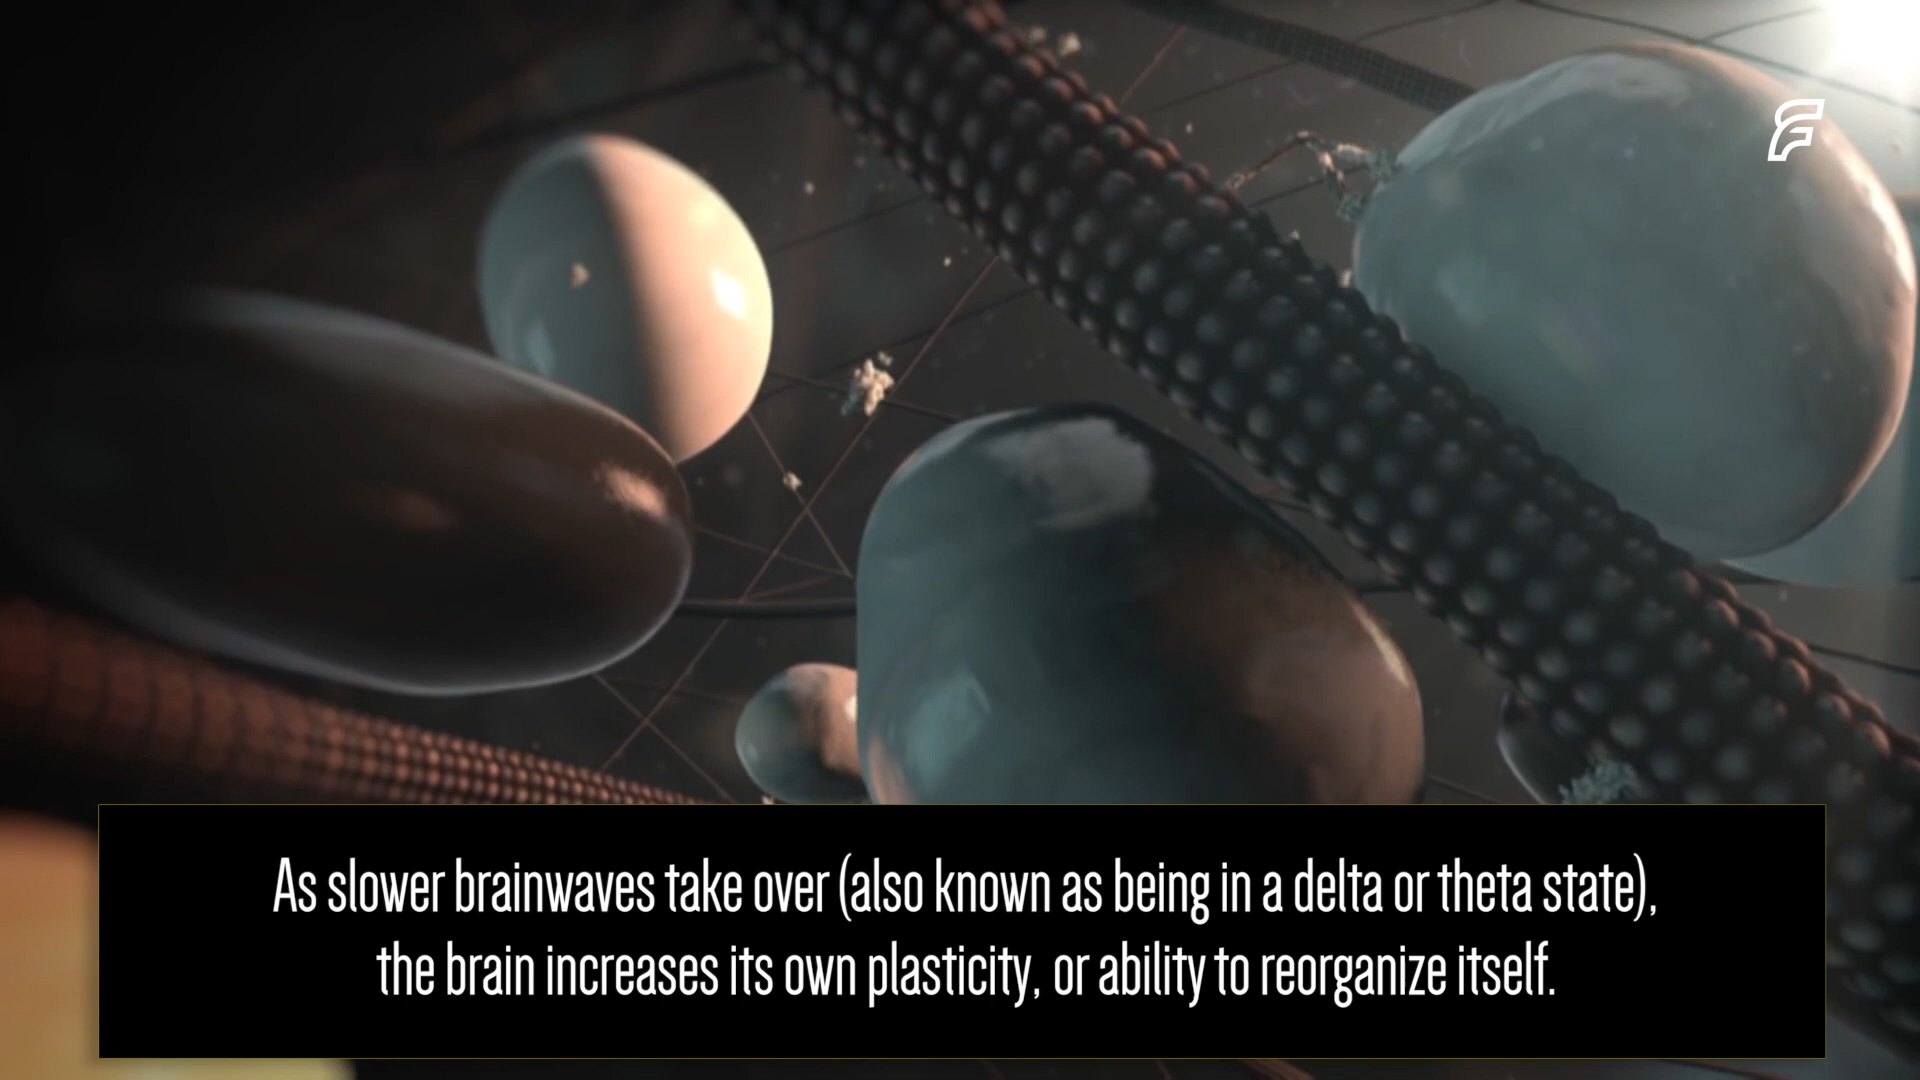 As slower brainwaves take over (also known as being in a delta or theta state),
the brain increases its own plasticity, or ability to reorganize itself.